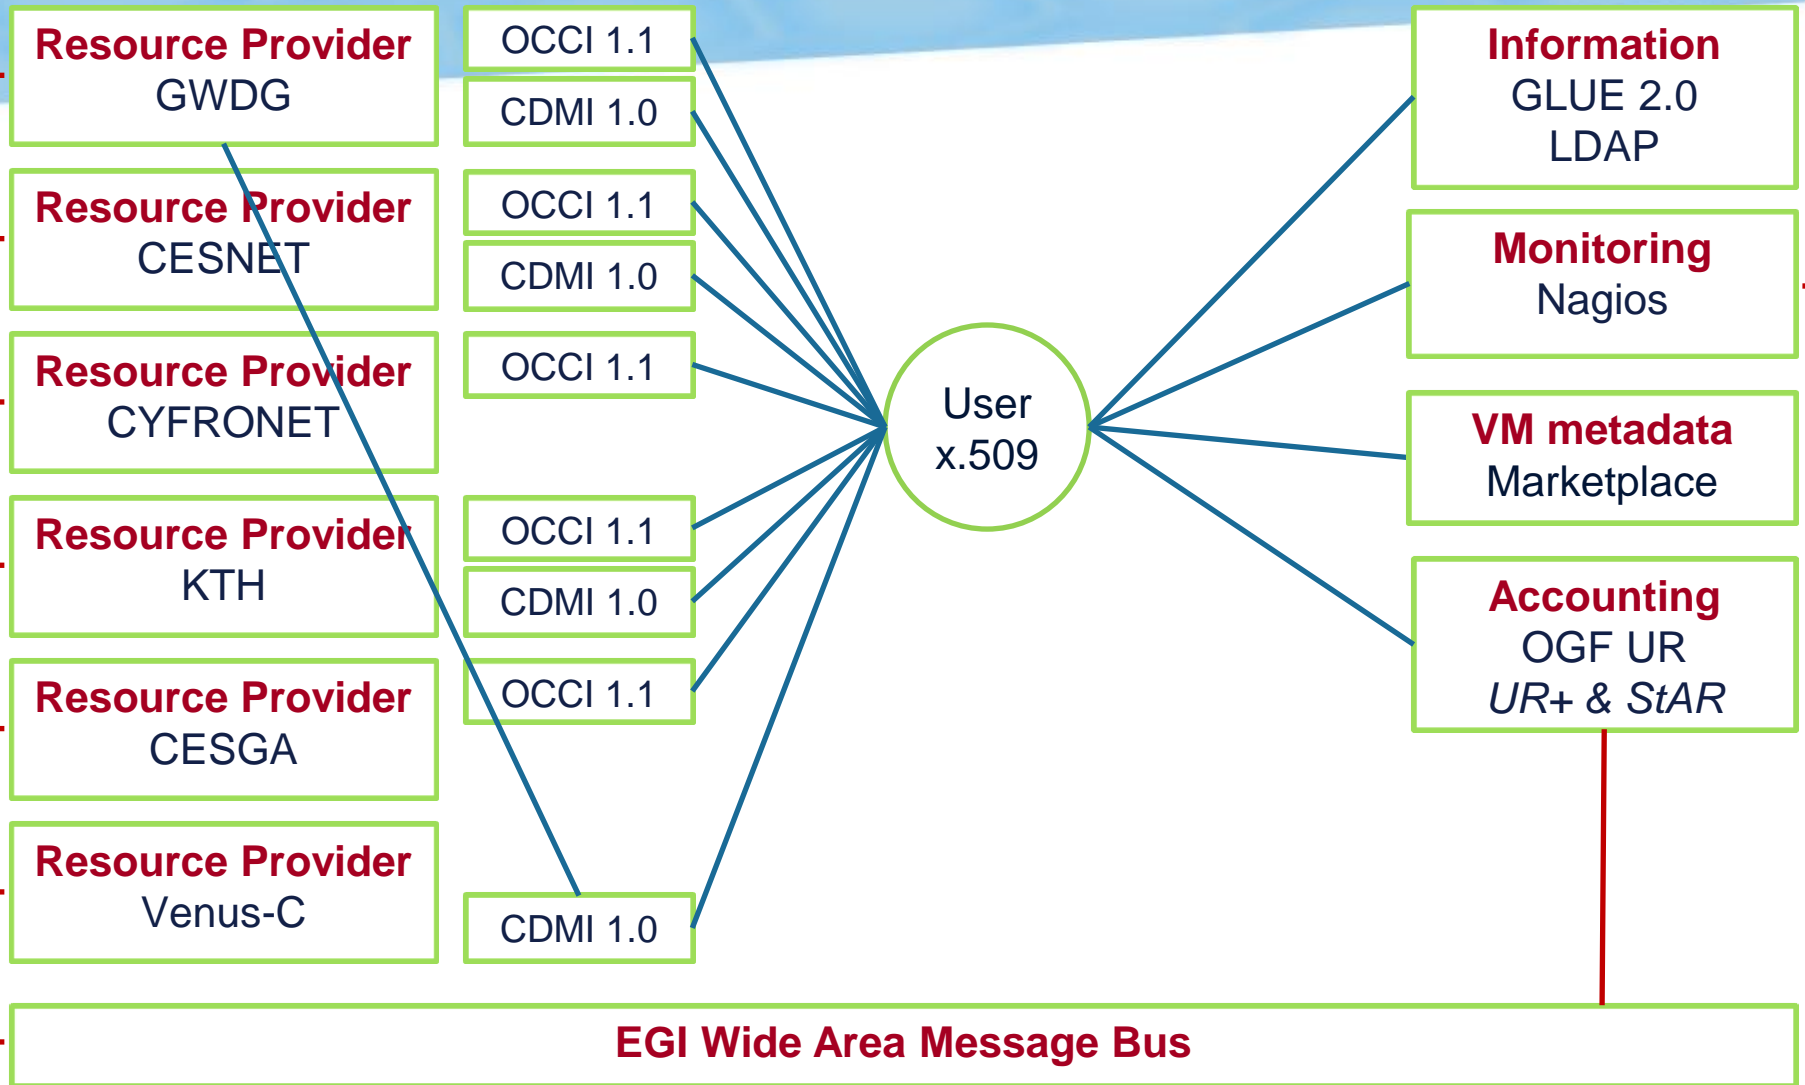 Resource Provider
GWDG
OCCI 1.1
CDMI 1.0
Resource Provider
CESNET
OCCI 1.1
CDMI 1.0
Resource Provider
CYFRONET
OCCI 1.1
Resource Provider
KTH
OCCI 1.1
CDMI 1.0
Resource Provider
CESGA
OCCI 1.1
Resource Provider
Venus-C
CDMI 1.0
User
x.509
Information
GLUE 2.0
LDAP
Monitoring
Nagios
VM metadata
Marketplace
Accounting
OGF UR
UR+ & StAR
EGI Wide Area Message Bus